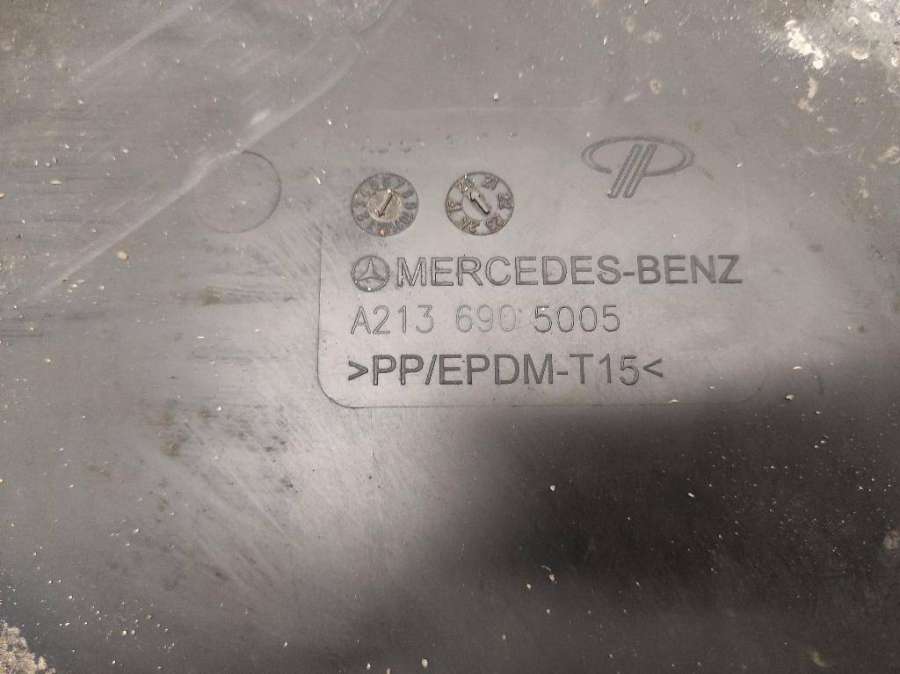 MERCEDES-BENZ
A213 690 5005
>PP/EPDM-T15<